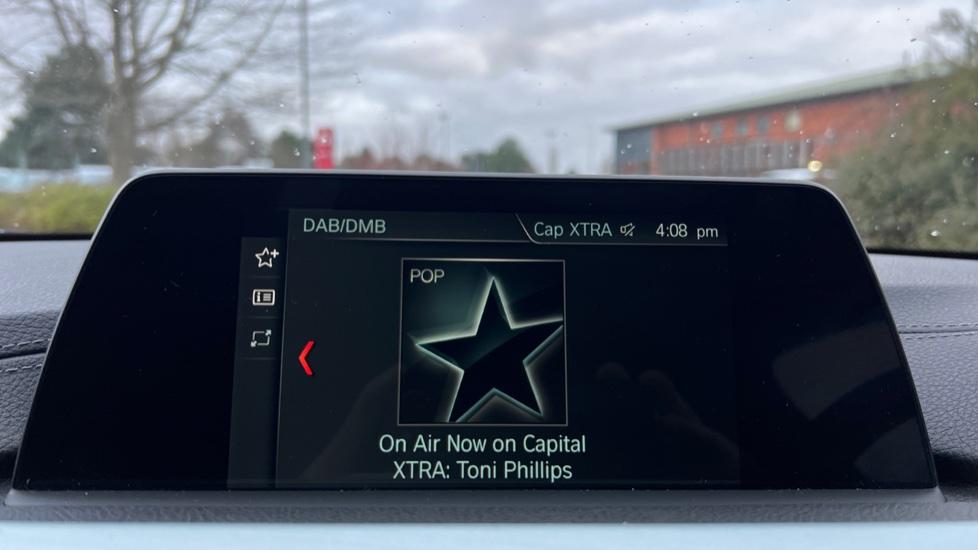 DAB/DMB
Cap XTRA 4:08 pm
POP
On Air Now on Capital
XTRA: Toni Phillips